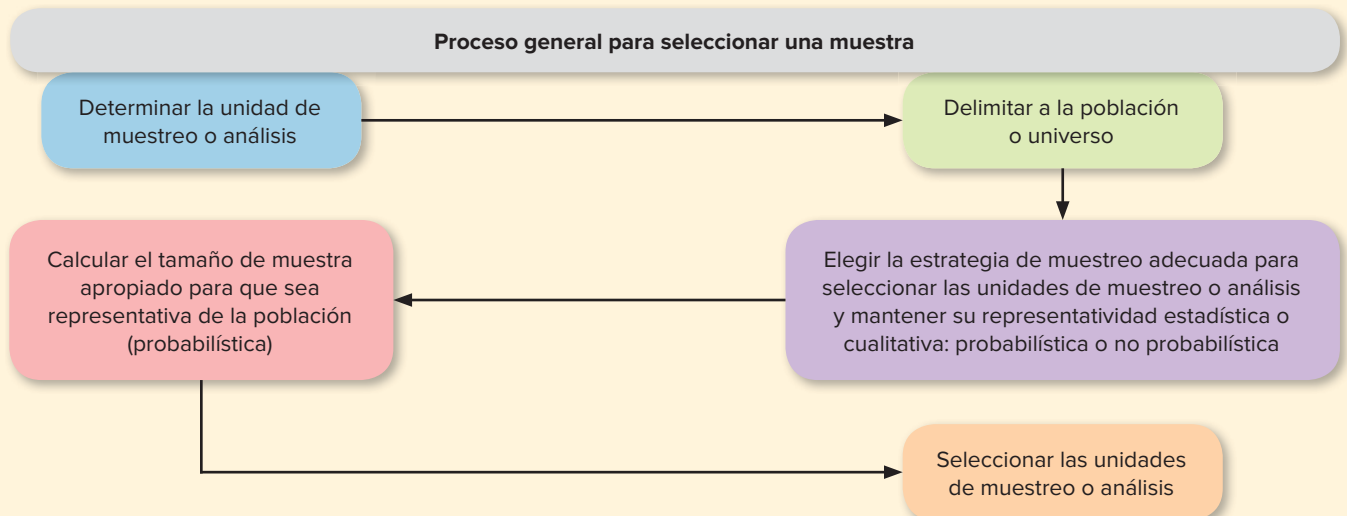 Proceso general para seleccionar una muestra
Determinar la unidad de
muestreo o análisis
Delimitar a la población
o universo
Elegir la estrategia de muestreo adecuada para
seleccionar las unidades de muestreo o análisis
y mantener su representatividad estadística o
cualitativa: probabilística o no probabilística
Calcular el tamaño de muestra
apropiado para que sea
representativa de la población
(probabilística)
Seleccionar las unidades
de muestreo o análisis